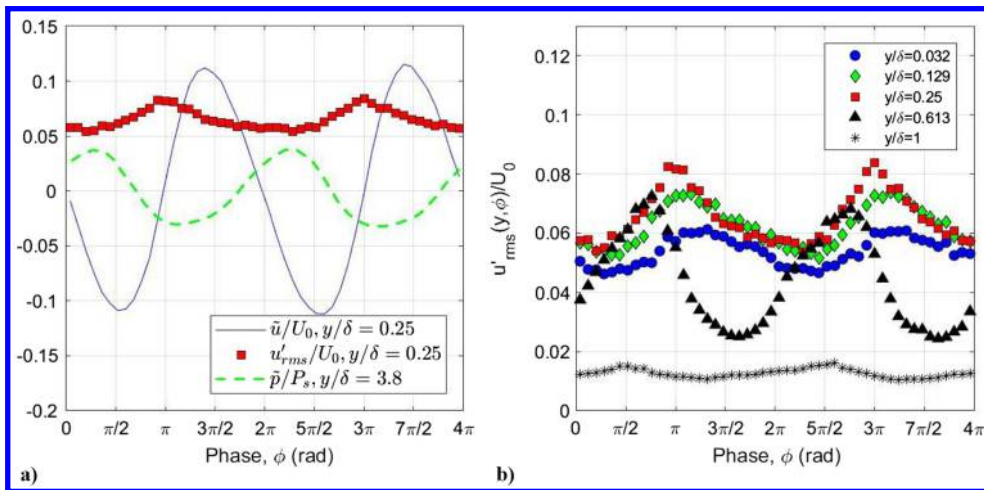 0.15
0.1
0.05
0
-0.05
-0.1
-0.15
-0.2
0 π/2 π 3π/2 2π 5π/2 3π 7π/2 4π
Phase, ϕ (rad)
ũ/U₀, y/δ = 0.25
u′rms/U₀, y/δ = 0.25
p̃/Pₛ, y/δ = 3.8
a)
0.12
0.1
0.08
0.06
0.04
0.02
0
u'rms(y,ϕ)/U₀
0 π/2 π 3π/2 2π 5π/2 3π 7π/2 4π
Phase, ϕ (rad)
y/δ=0.032
y/δ=0.129
y/δ=0.25
y/δ=0.613
y/δ=1
b)